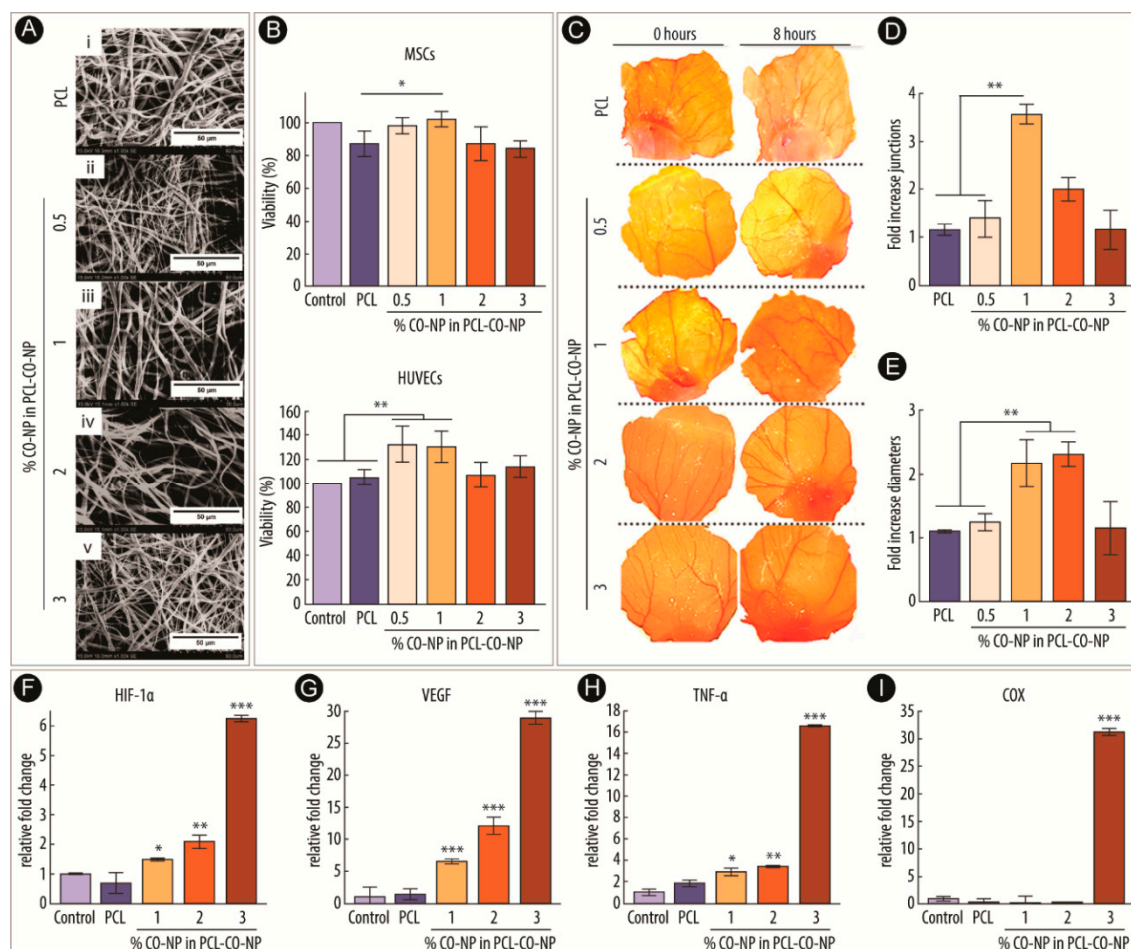 A
i
PCL
50 µm
ii
0.5
50 µm
iii
1
50 µm
iv
2
50 µm
v
3
50 µm
% CO-NP in PCL-CO-NP
B
MSCs
*
Viability (%)
100
80
60
40
20
0
Control PCL 0.5 1 2 3
% CO-NP in PCL-CO-NP
HUVECs
**
Viability (%)
160
140
120
100
80
60
40
20
0
Control PCL 0.5 1 2 3
% CO-NP in PCL-CO-NP
C
0 hours 8 hours
PCL
0.5
1
2
3
% CO-NP in PCL-CO-NP
D
**
Fold increase junctions
4
3
2
1
0
PCL 0.5 1 2 3
% CO-NP in PCL-CO-NP
E
**
Fold increase diameters
3
2
1
0
PCL 0.5 1 2 3
% CO-NP in PCL-CO-NP
F
HIF-1α
relative fold change
6
5
4
3
2
1
0
* ** ***
Control PCL 1 2 3
% CO-NP in PCL-CO-NP
G
VEGF
relative fold change
30
25
20
15
10
5
0
*** *** ***
Control PCL 1 2 3
% CO-NP in PCL-CO-NP
H
TNF-α
relative fold change
18
16
14
12
10
8
6
4
2
0
* ** ***
Control PCL 1 2 3
% CO-NP in PCL-CO-NP
I
COX
relative fold change
35
30
25
20
15
10
5
0
***
Control PCL 1 2 3
% CO-NP in PCL-CO-NP